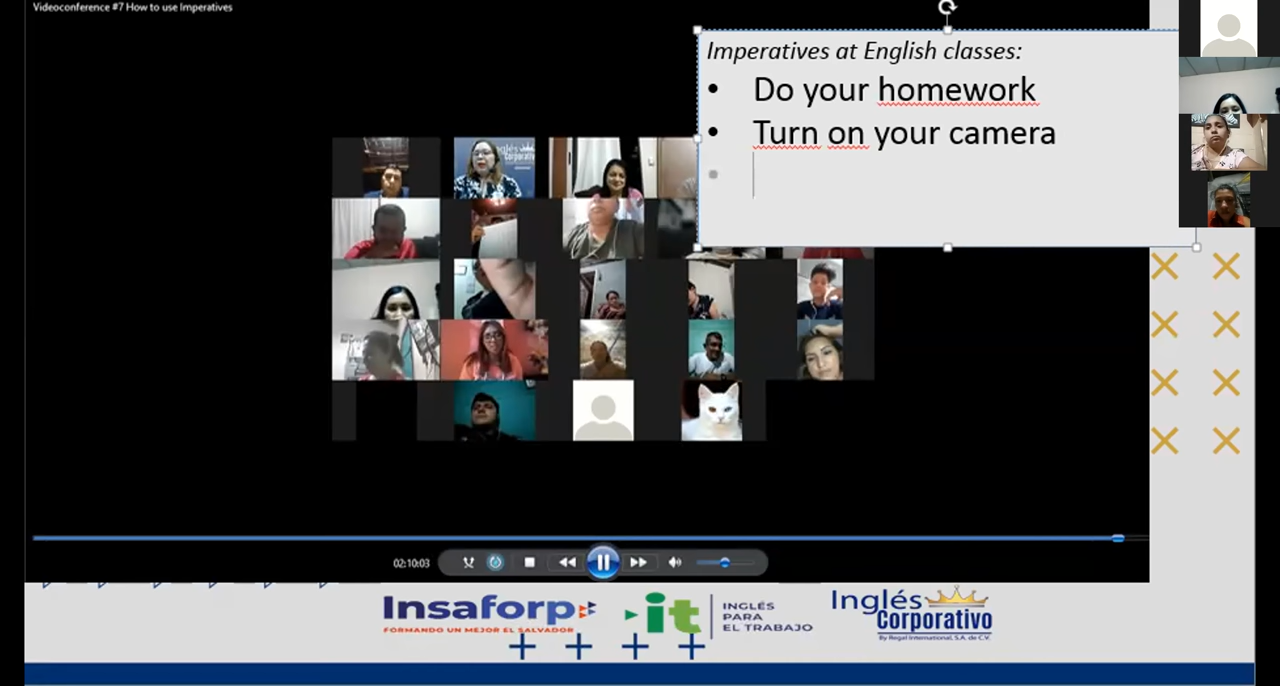 Videoconference #7 How to use Imperatives
Imperatives at English classes:
• Do your homework
• Turn on your camera
02:10:03
Insaforp
FORMANDO UN MEJOR EL SALVADOR
it
INGLÉS
PARA
EL TRABAJO
Inglés
Corporativo
By Regal International, S.A. de C.V.